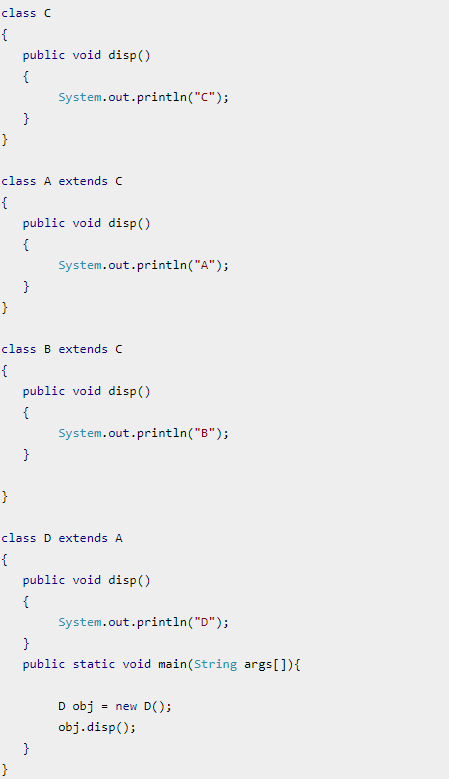 class C
{
   public void disp()
   {
        System.out.println("C");
   }
}

class A extends C
{
   public void disp()
   {
        System.out.println("A");
   }
}

class B extends C
{
   public void disp()
   {
        System.out.println("B");
   }

}

class D extends A
{
   public void disp()
   {
        System.out.println("D");
   }
   public static void main(String args[]){

        D obj = new D();
        obj.disp();
   }
}